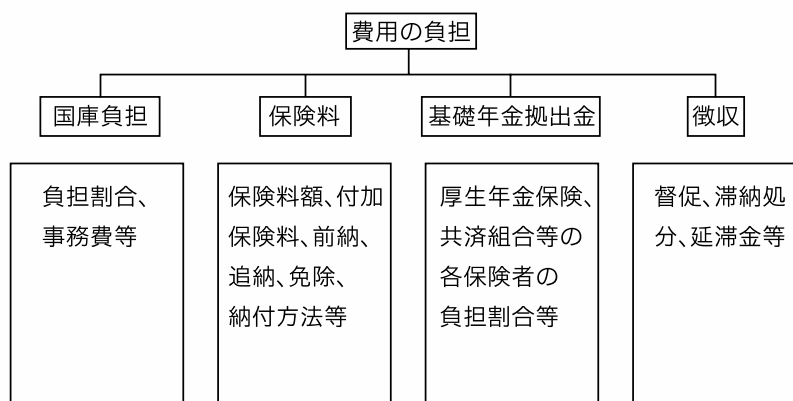 費用の負担
国庫負担
保険料
基礎年金拠出金
徴収
負担割合、
事務費等
保険料額、付加
保険料、前納、
追納、免除、
納付方法等
厚生年金保険、
共済組合等の
各保険者の
負担割合等
督促、滞納処
分、延滞金等